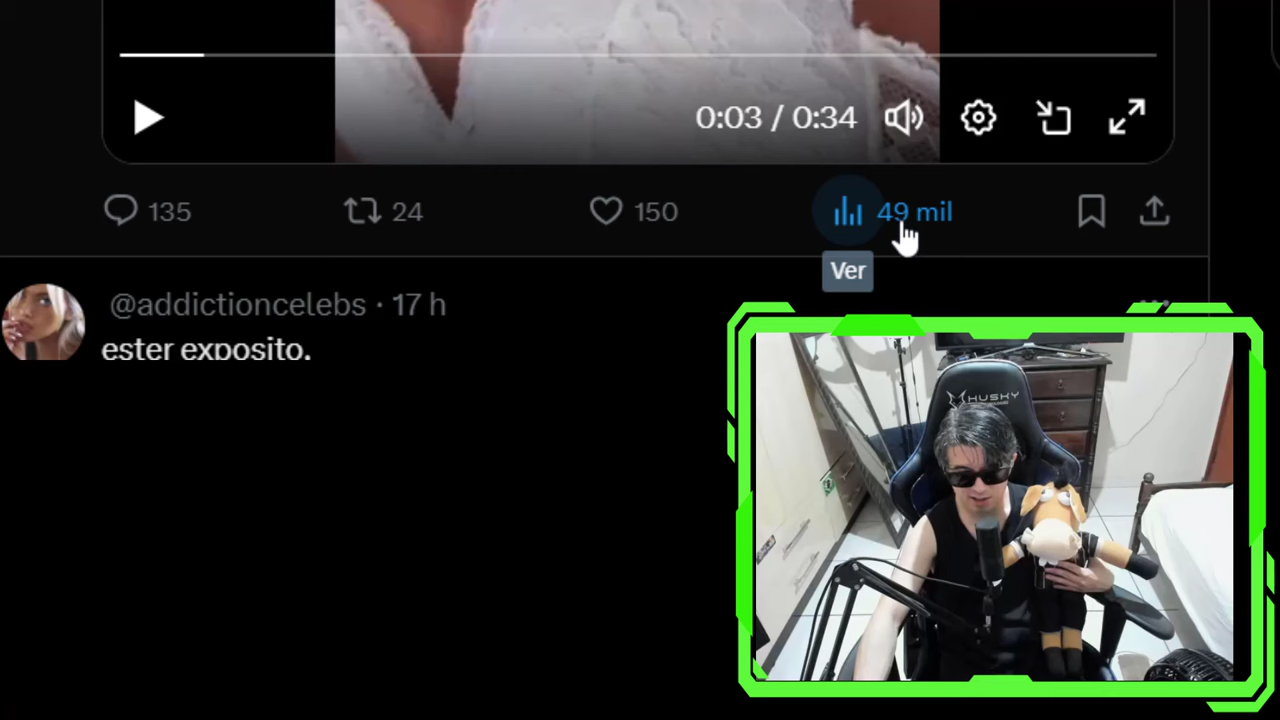 0:03 / 0:34
135
24
150
49 mil
Ver
@addictioncelebs · 17 h
ester exposito.
HUSKY